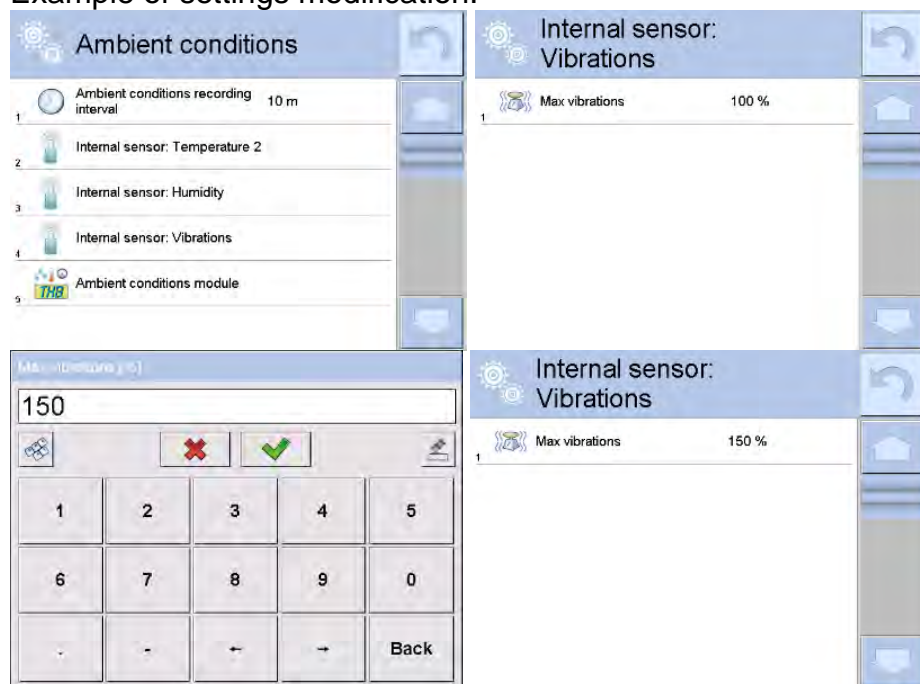 Example of settings modification:
Ambient conditions
1 Ambient conditions recording interval 10 m
2 Internal sensor: Temperature 2
3 Internal sensor: Humidity
4 Internal sensor: Vibrations
5 THB Ambient conditions module
Internal sensor:
Vibrations
1 Max vibrations 100 %
Max vibrations [%]
150
1 2 3 4 5
6 7 8 9 0
. - ← → Back
Internal sensor:
Vibrations
1 Max vibrations 150 %